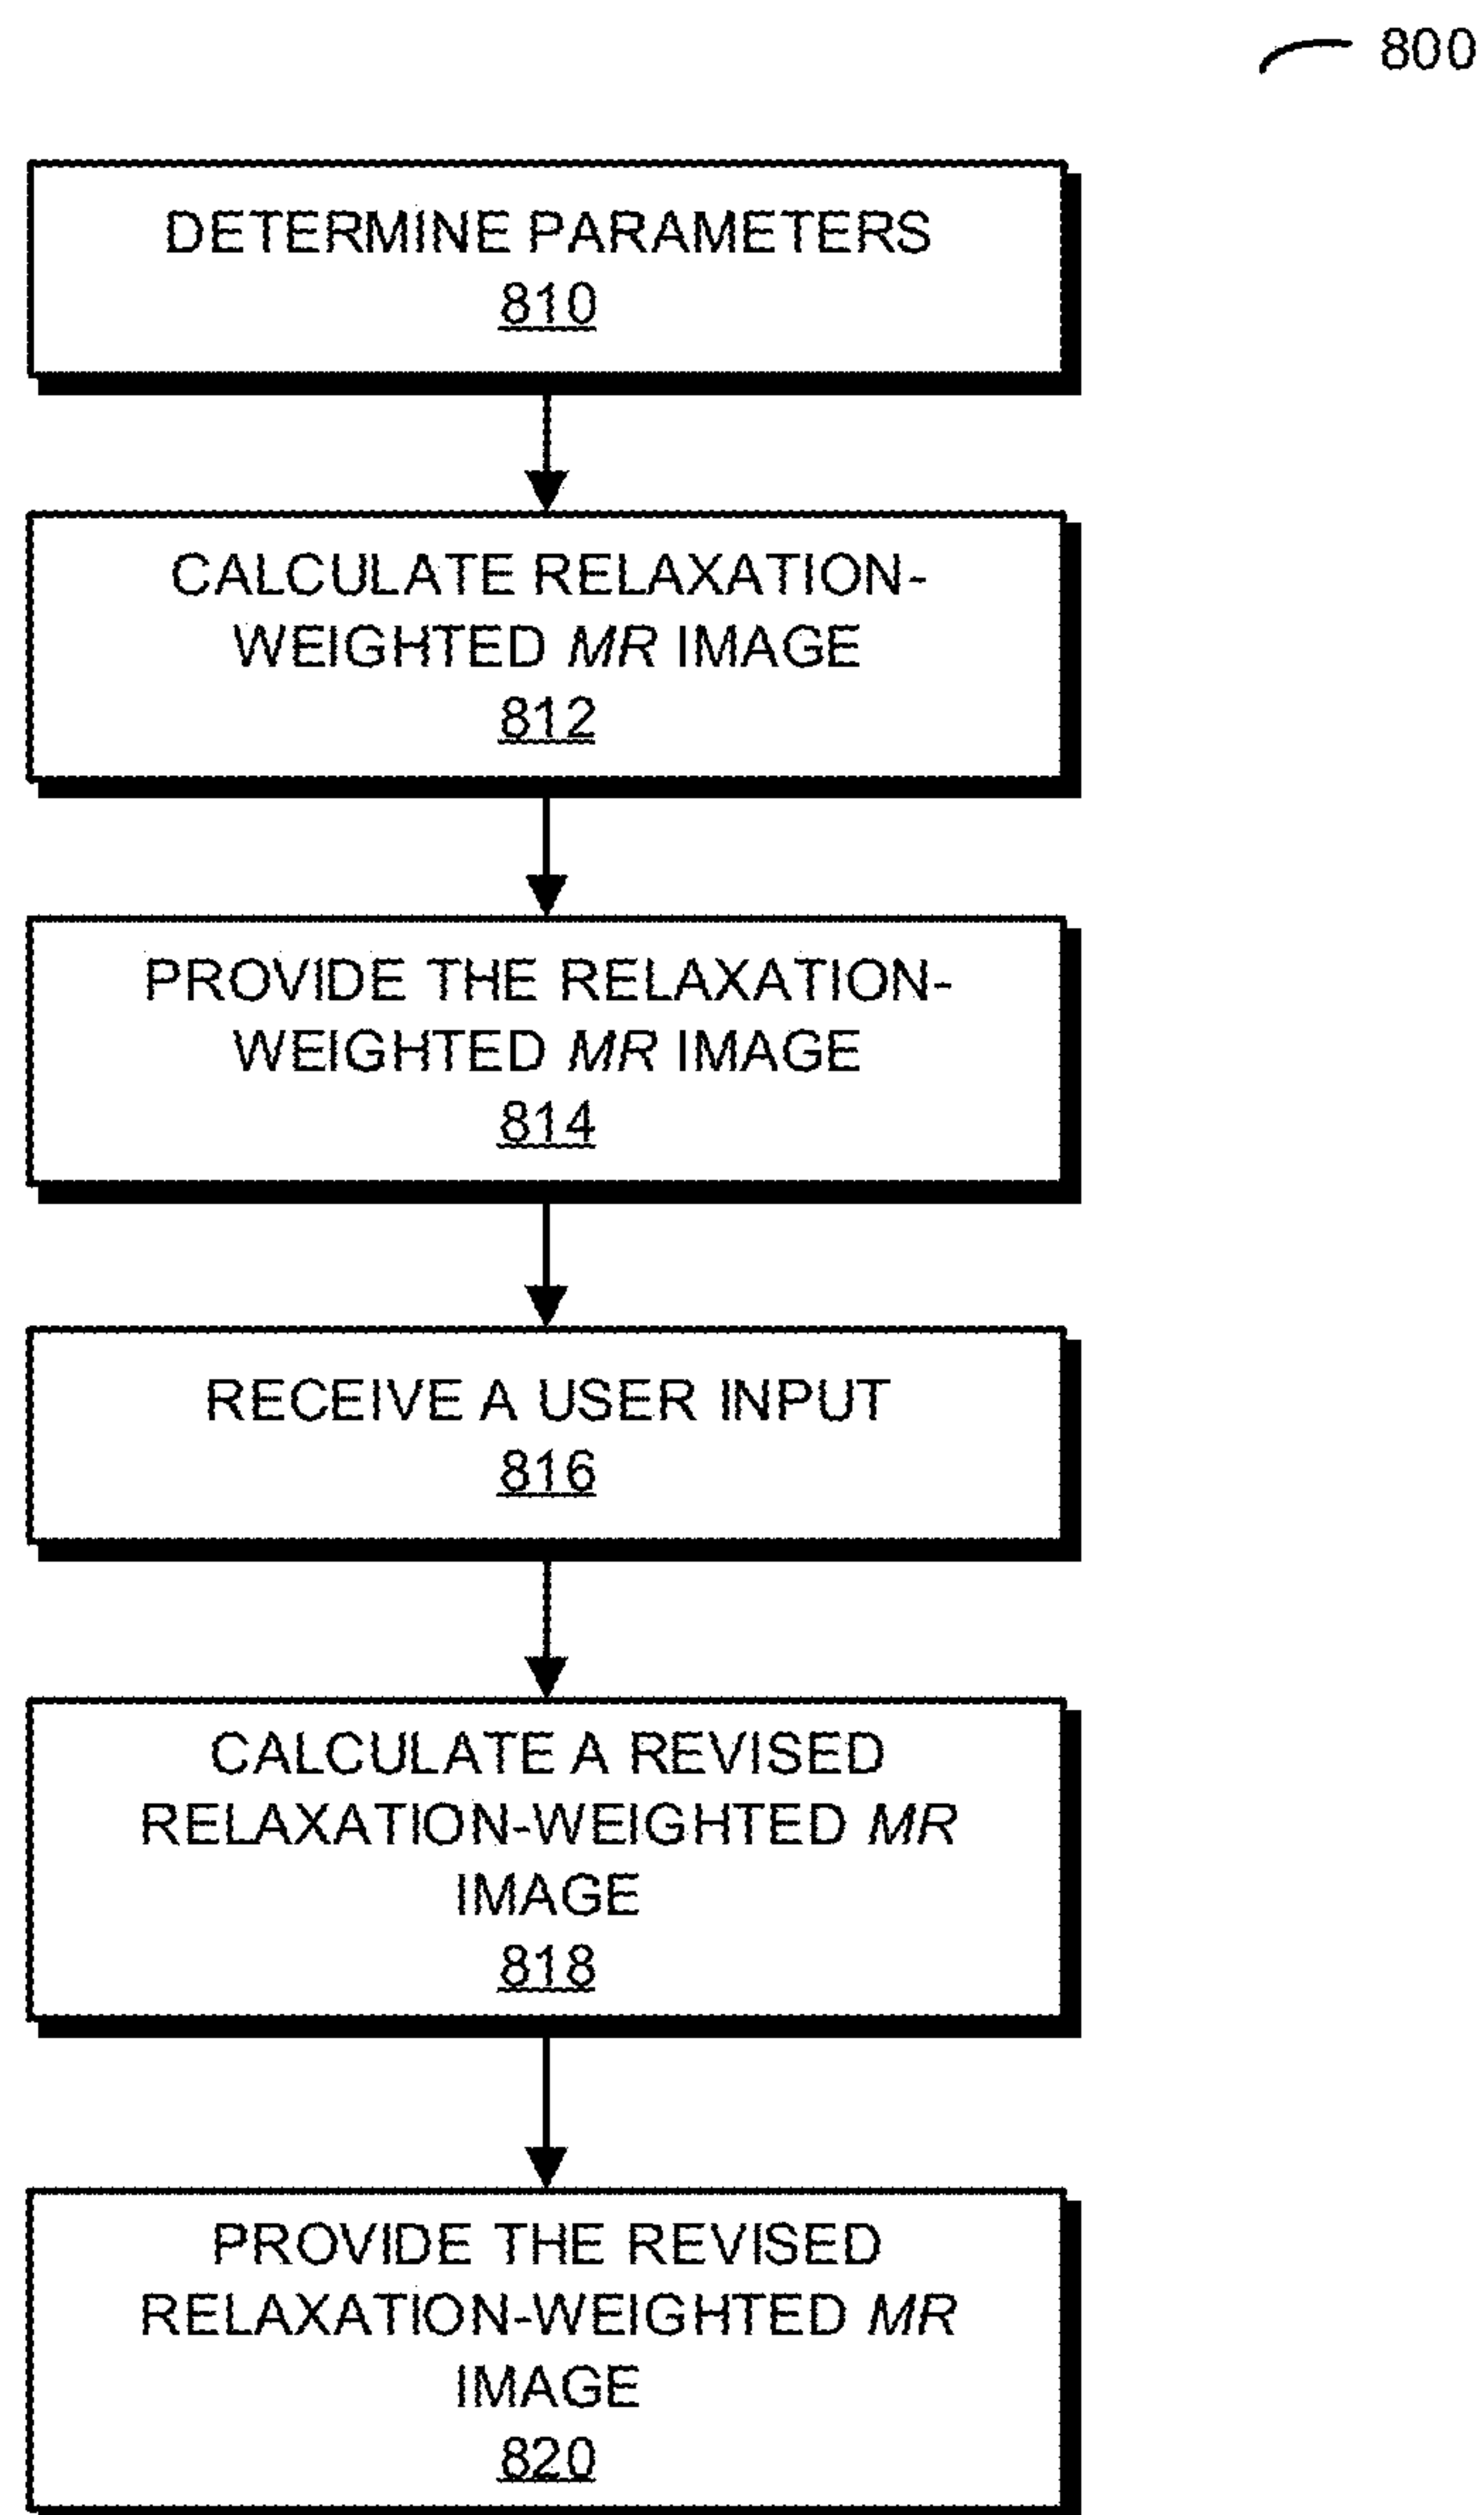 800
DETERMINE PARAMETERS
810
CALCULATE RELAXATION-
WEIGHTED MR IMAGE
812
PROVIDE THE RELAXATION-
WEIGHTED MR IMAGE
814
RECEIVE A USER INPUT
816
CALCULATE A REVISED
RELAXATION-WEIGHTED MR
IMAGE
818
PROVIDE THE REVISED
RELAXATION-WEIGHTED MR
IMAGE
820